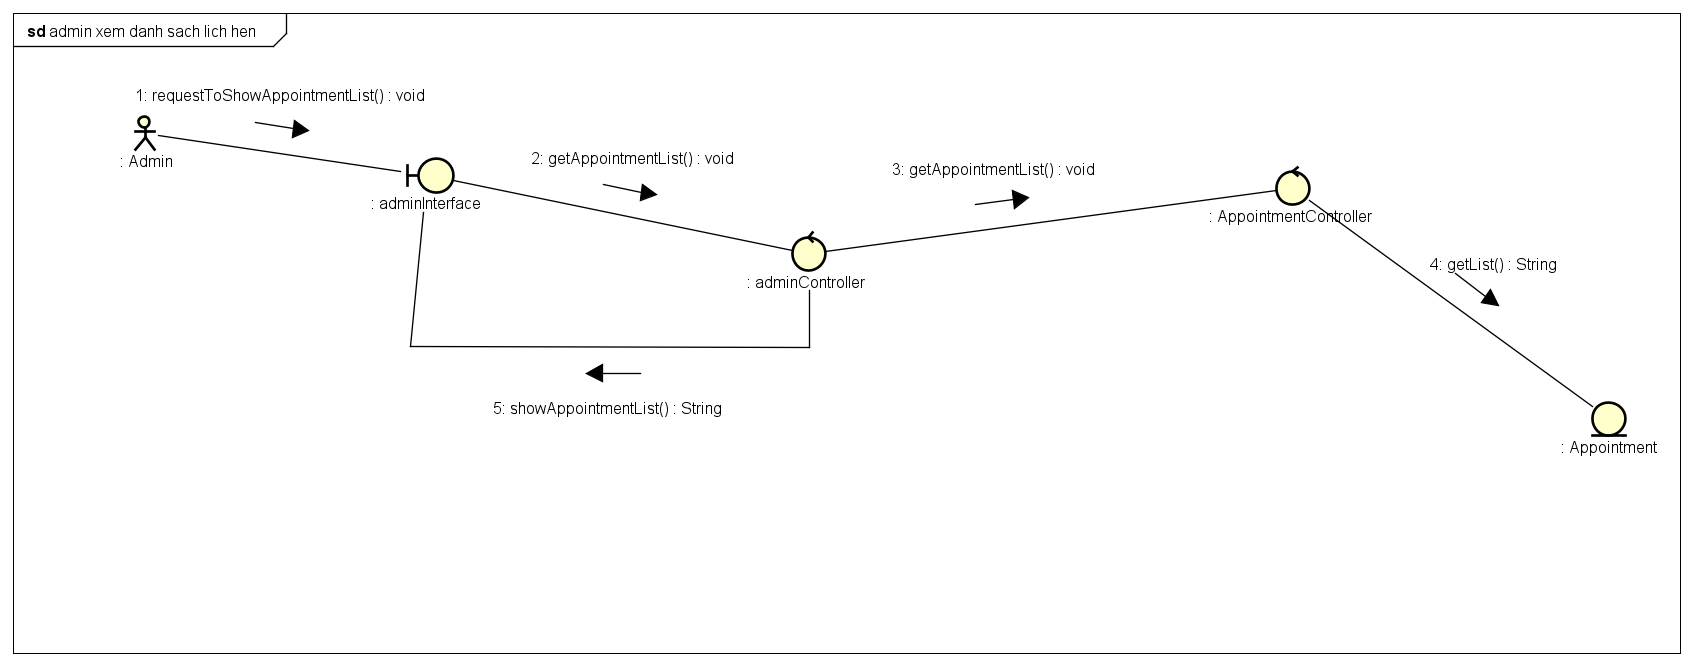 sd admin xem danh sach lich hen
1: requestToShowAppointmentList() : void
: Admin
2: getAppointmentList() : void
3: getAppointmentList() : void
: adminInterface
: AppointmentController
4: getList() : String
: adminController
5: showAppointmentList() : String
: Appointment